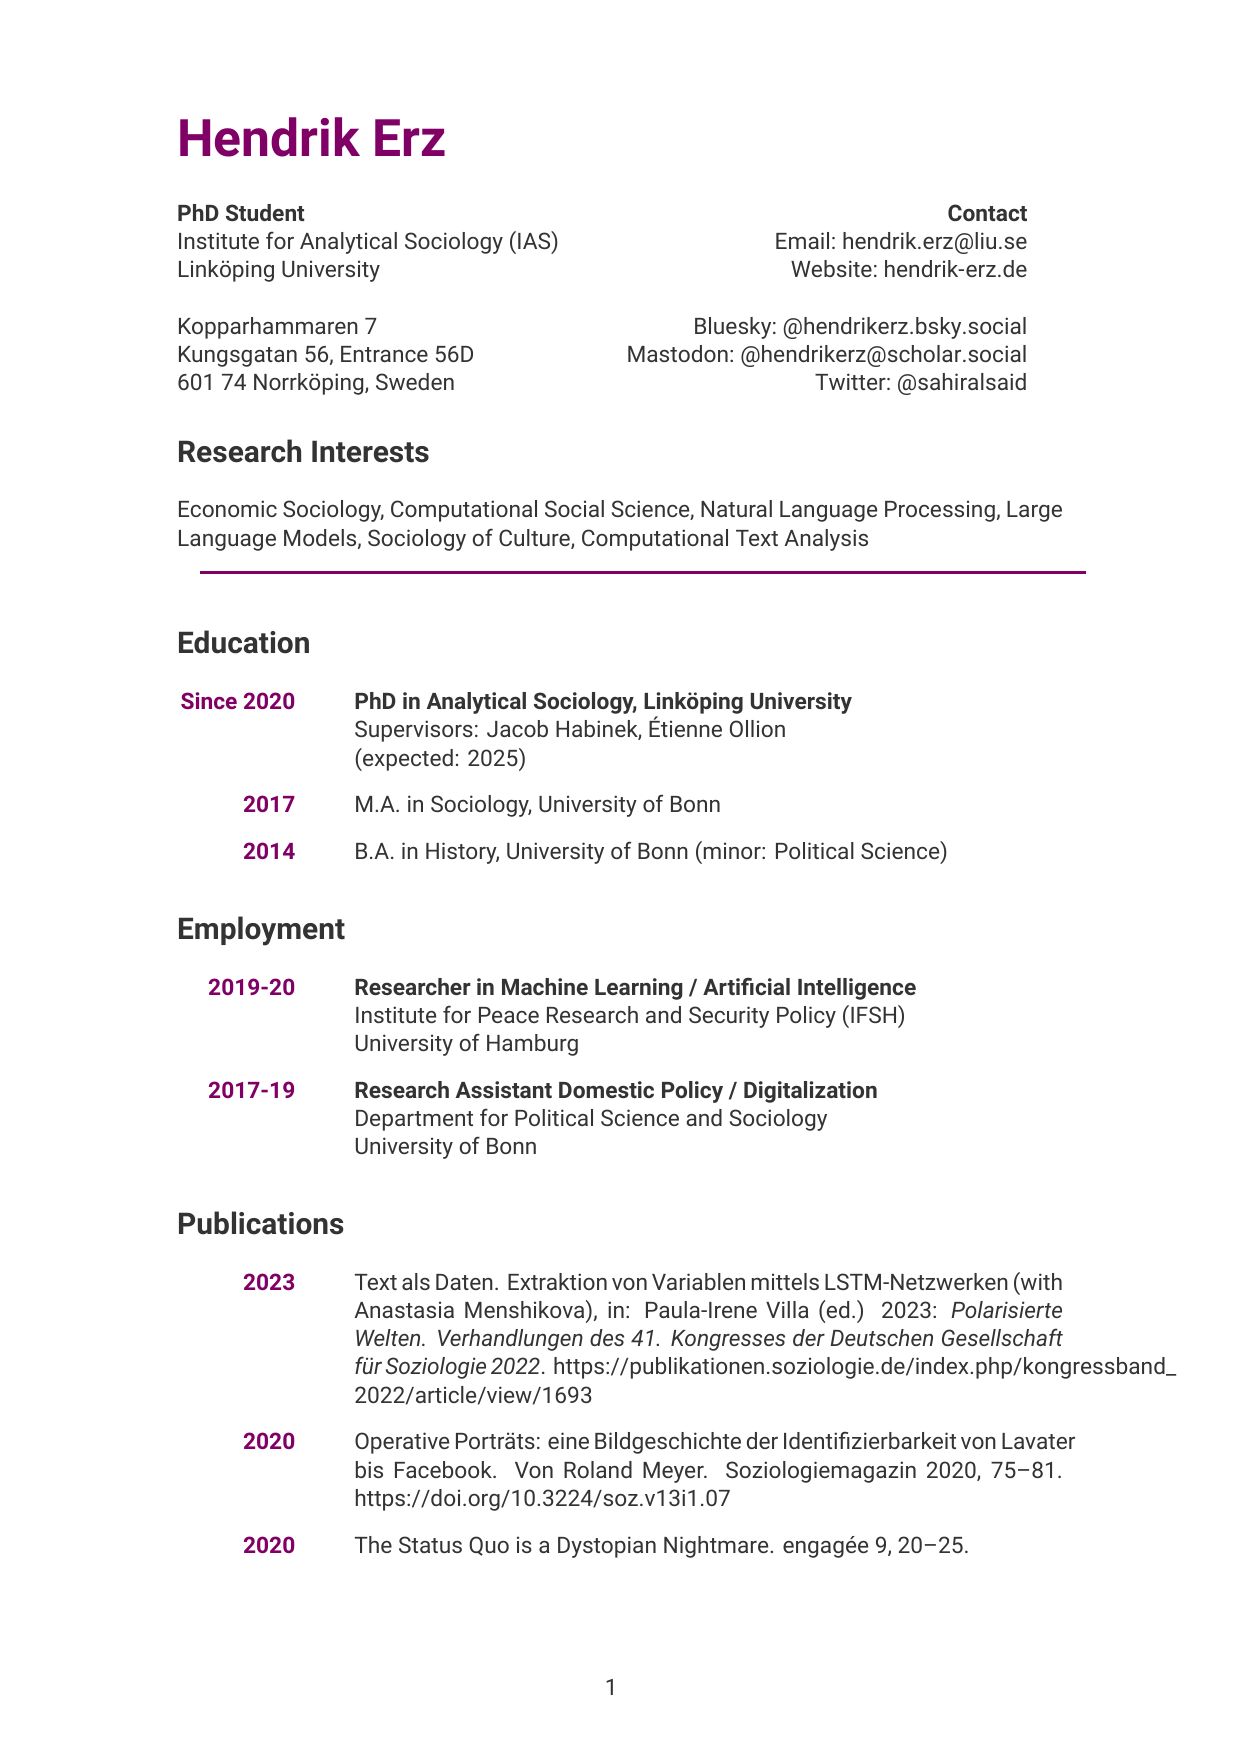 Hendrik Erz
PhD Student
Institute for Analytical Sociology (IAS)
Linköping University
Kopparhammaren 7
Kungsgatan 56, Entrance 56D
601 74 Norrköping, Sweden
Contact
Email: hendrik.erz@liu.se
Website: hendrik-erz.de
Bluesky: @hendrikerz.bsky.social
Mastodon: @hendrikerz@scholar.social
Twitter: @sahiralsaid
Research Interests
Economic Sociology, Computational Social Science, Natural Language Processing, Large
Language Models, Sociology of Culture, Computational Text Analysis
Education
Since 2020 PhD in Analytical Sociology, Linköping University
Supervisors: Jacob Habinek, Étienne Ollion
(expected: 2025)
2017 M.A. in Sociology, University of Bonn
2014 B.A. in History, University of Bonn (minor: Political Science)
Employment
2019-20 Researcher in Machine Learning / Artificial Intelligence
Institute for Peace Research and Security Policy (IFSH)
University of Hamburg
2017-19 Research Assistant Domestic Policy / Digitalization
Department for Political Science and Sociology
University of Bonn
Publications
2023 Text als Daten. Extraktion von Variablen mittels LSTM-Netzwerken (with
Anastasia Menshikova), in: Paula-Irene Villa (ed.) 2023: Polarisierte
Welten. Verhandlungen des 41. Kongresses der Deutschen Gesellschaft
für Soziologie 2022. https://publikationen.soziologie.de/index.php/kongressband_
2022/article/view/1693
2020 Operative Porträts: eine Bildgeschichte der Identifizierbarkeit von Lavater
bis Facebook. Von Roland Meyer. Soziologiemagazin 2020, 75–81.
https://doi.org/10.3224/soz.v13i1.07
2020 The Status Quo is a Dystopian Nightmare. engagée 9, 20–25.
1